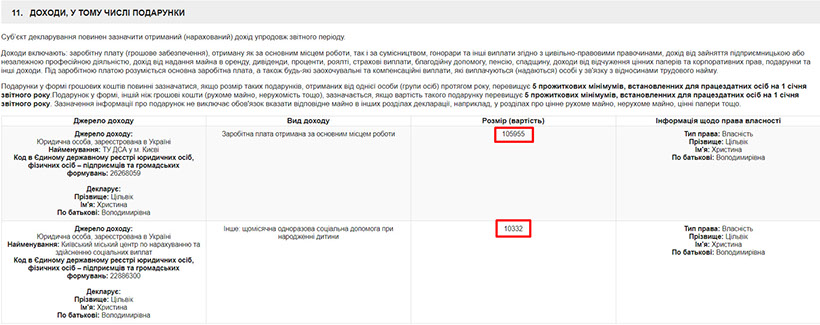 11. ДОХОДИ, У ТОМУ ЧИСЛІ ПОДАРУНКИ
Суб'єкт декларування повинен зазначити отриманий (нарахований) дохід упродовж звітного періоду.
Доходи включають: заробітну плату (грошове забезпечення), отриману як за основним місцем роботи, так і за сумісництвом, гонорари та інші виплати згідно з цивільно-правовими правочинами, дохід від зайняття підприємницькою або
незалежною професійною діяльністю, дохід від надання майна в оренду, дивіденди, проценти, роялті, страхові виплати, благодійну допомогу, пенсію, спадщину, доходи від відчуження цінних паперів та корпоративних прав, подарунки та
інші доходи. Під заробітною платою розуміється основна заробітна плата, а також будь-які заохочувальні та компенсаційні виплати, які виплачуються (надаються) особі у зв'язку з відносинами трудового найму.
Подарунки у формі грошових коштів повинні зазначатися, якщо розмір таких подарунків, отриманих від однієї особи (групи осіб) протягом року, перевищує 5 прожиткових мінімумів, встановлених для працездатних осіб на 1 січня
звітного року Подарунок у формі, іншій ніж грошові кошти (рухоме майно, нерухомість тощо), зазначається, якщо вартість такого подарунку перевищує 5 прожиткових мінімумів, встановленных для працездатних осіб на 1 січня
звітного року. Зазначення інформації про подарунок не виключає обов'язок вказати відповідне майно в інших розділах декларації, наприклад, у розділах про цінне рухоме майно, нерухоме майно, цінні папери тощо.
Джерело доходу Вид доходу Розмір (вартість) Інформація щодо права власності
Джерело доходу: Заробітна плата отримана за основним місцем роботи 105955 Тип права: Власність
Юридична особа, зареєстрована в Україні Прізвище: Цільвік
Найменування: ТУ ДСА у м. Києві Ім'я: Христина
Код в Єдиному державному реєстрі юридичних осіб, По батькові: Володимирівна
фізичних осіб – підприємців та громадських
формувань: 26268059
Декларує:
Прізвище: Цільвік
Ім'я: Христина
По батькові: Володимирівна
Джерело доходу: Інше: щомісячна одноразова соціальна допомога при 10332 Тип права: Власність
Юридична особа, зареєстрована в Україні народженні дитини Прізвище: Цільвік
Найменування: Київський міський центр по нарахуванню та Ім'я: Христина
здійсненню соціальних виплат По батькові: Володимирівна
Код в Єдиному державному реєстрі юридичних осіб,
фізичних осіб – підприємців та громадських
формувань: 22886300
Декларує:
Прізвище: Цільвік
Ім'я: Христина
По батькові: Володимирівна